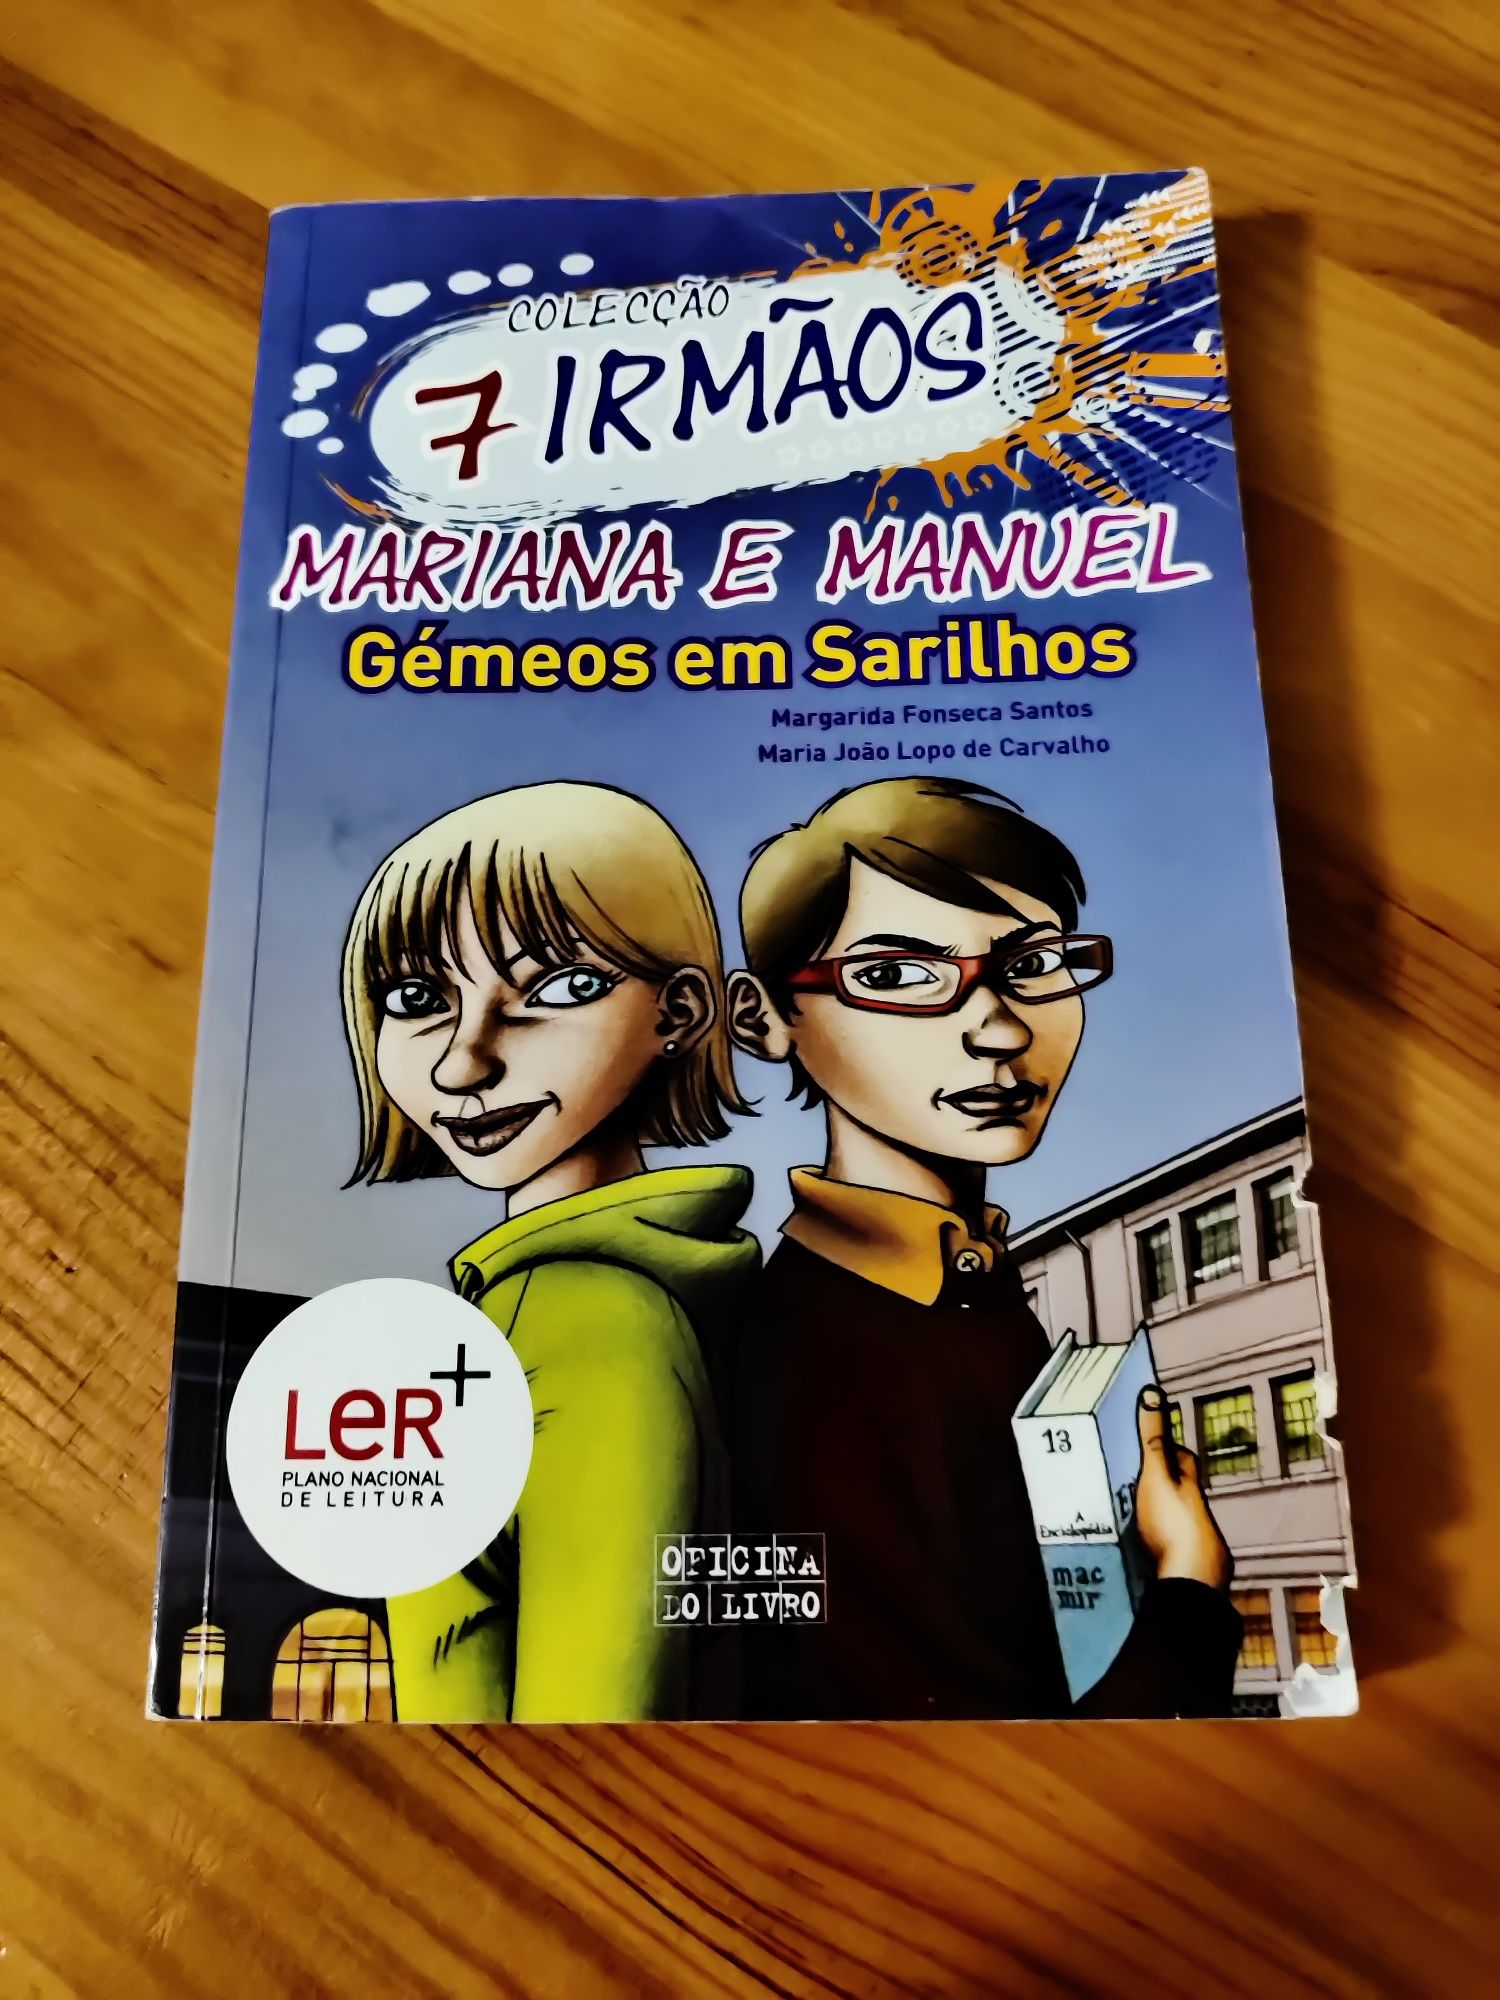 COLECÇÃO
7 IRMÃOS
MARIANA E MANUEL
Gémeos em Sarilhos
Margarida Fonseca Santos
Maria João Lopo de Carvalho
LeR+
PLANO NACIONAL
DE LEITURA
13
A
Enciclopédia
mac
mir
OFICINA
DO LIVRO